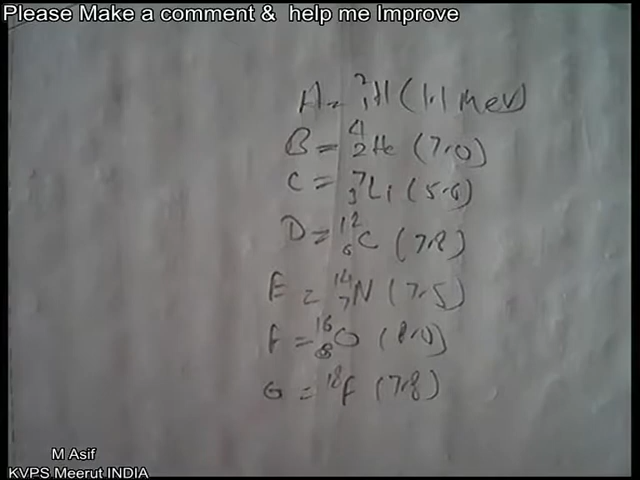 Please Make a comment & help me Improve
A = ²₁H (1.1 Mev)
B = ⁴₂He (7.0)
C = ⁷₃Li (5.6)
D = ¹²₆C (7.8)
E = ¹⁴₇N (7.5)
F = ¹⁶₈O (8.0)
G = ¹⁸F (7.8)
M Asif
KVPS Meerut INDIA